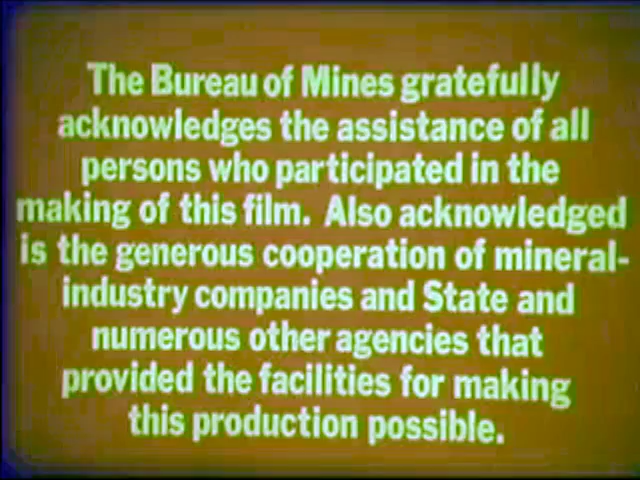 The Bureau of Mines gratefully
acknowledges the assistance of all
persons who participated in the
making of this film. Also acknowledged
is the generous cooperation of mineral-
industry companies and State and
numerous other agencies that
provided the facilities for making
this production possible.